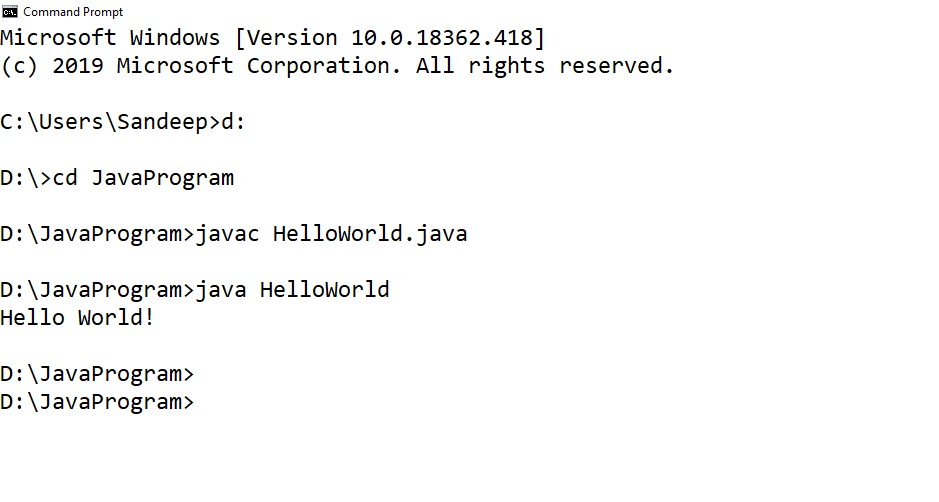 Command Prompt
Microsoft Windows [Version 10.0.18362.418]
(c) 2019 Microsoft Corporation. All rights reserved.
C:\Users\Sandeep>d:
D:\>cd JavaProgram
D:\JavaProgram>javac HelloWorld.java
D:\JavaProgram>java HelloWorld
Hello World!
D:\JavaProgram>
D:\JavaProgram>